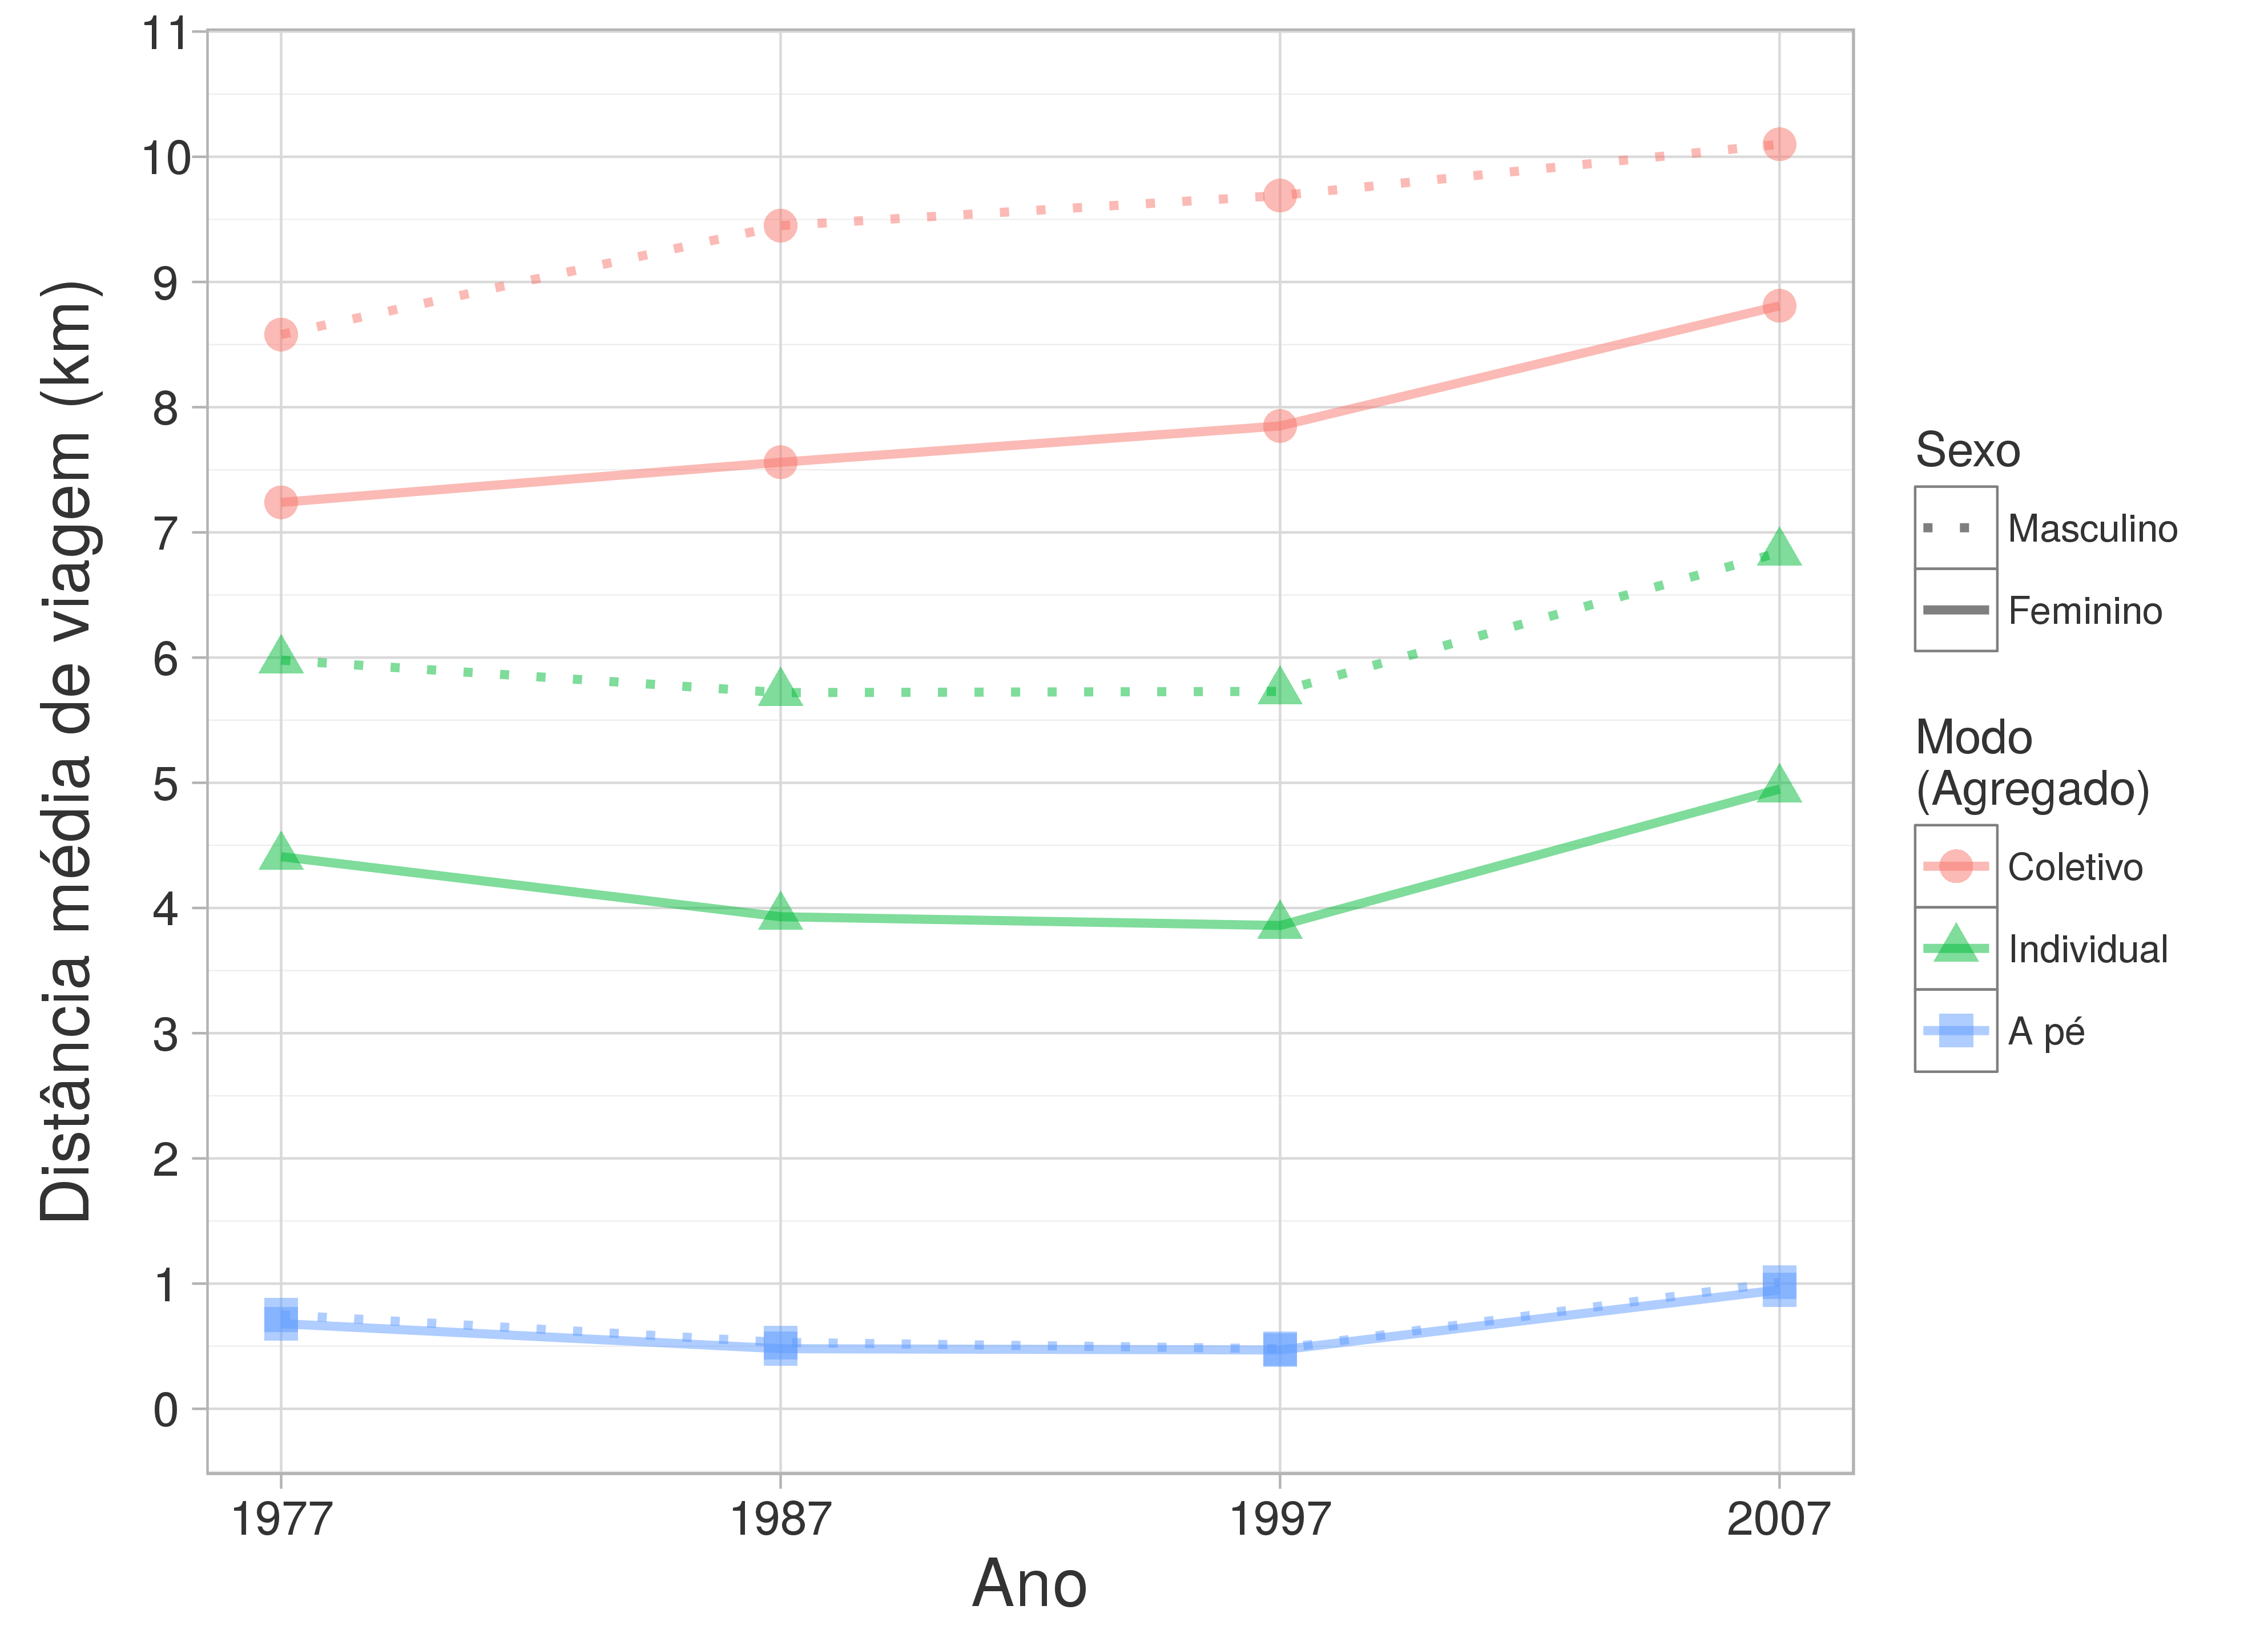 Distância média de viagem (km)
11
10
9
8
7
6
5
4
3
2
1
0
1977 1987 1997 2007
Ano
Sexo
Masculino
Feminino
Modo
(Agregado)
Coletivo
Individual
A pé